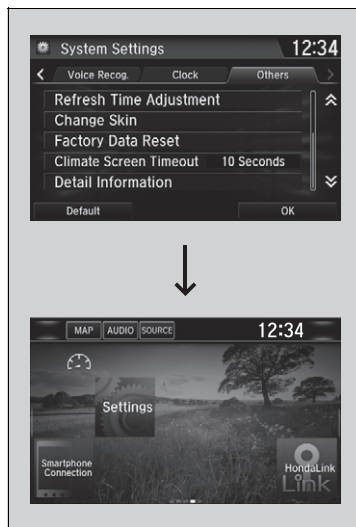 System Settings 12:34
Voice Recog. Clock Others
Refresh Time Adjustment
Change Skin
Factory Data Reset
Climate Screen Timeout 10 Seconds
Detail Information
Default OK
MAP AUDIO SOURCE 12:34
Settings
Smartphone
Connection
HondaLink
Link